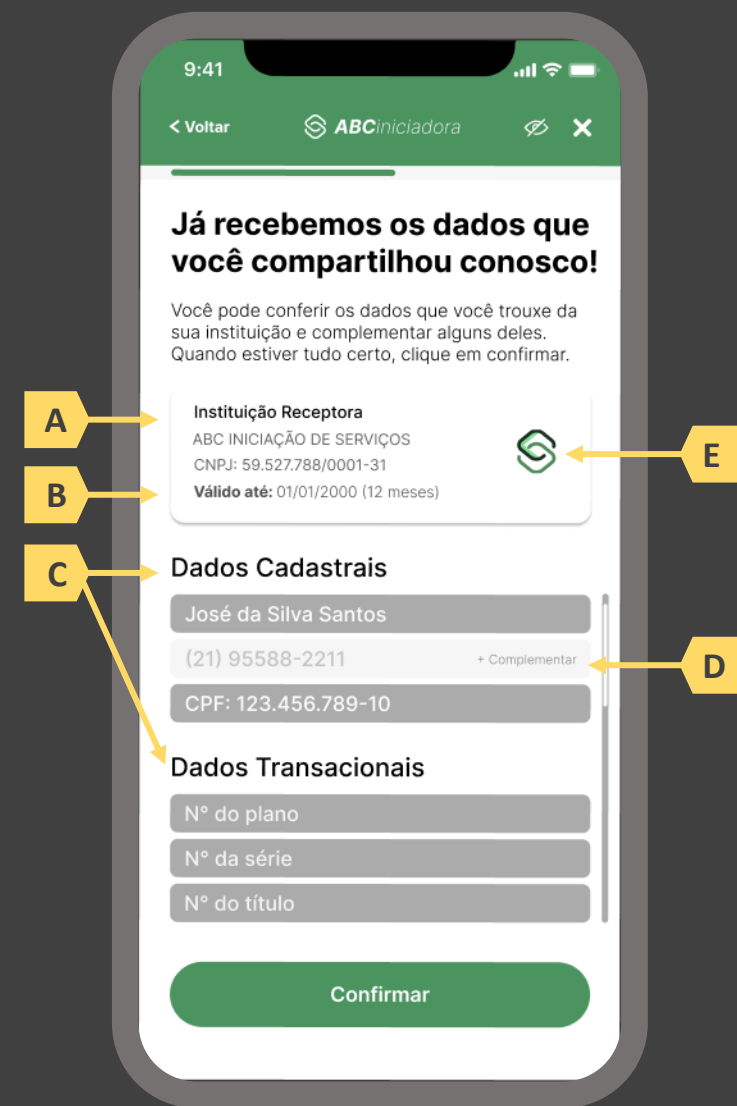 9:41
< Voltar
ABCiniciadora
Já recebemos os dados que
você compartilhou conosco!
Você pode conferir os dados que você trouxe da
sua instituição e complementar alguns deles.
Quando estiver tudo certo, clique em confirmar.
A
Instituição Receptora
ABC INICIAÇÃO DE SERVIÇOS
E
CNPJ: 59.527.788/0001-31
B
Válido até: 01/01/2000 (12 meses)
C
Dados Cadastrais
José da Silva Santos
(21) 95588-2211 + Complementar
D
CPF: 123.456.789-10
Dados Transacionais
N° do plano
N° da série
N° do título
Confirmar